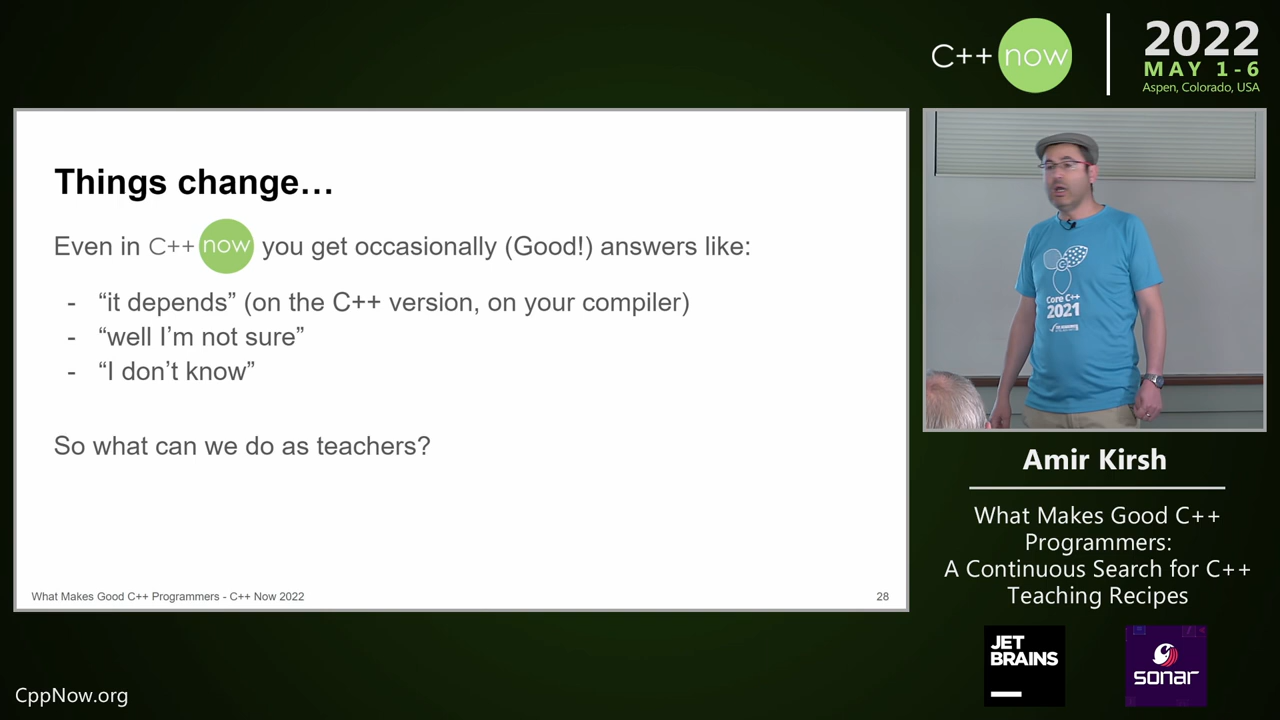 C++ now
2022
MAY 1-6
Aspen, Colorado, USA
Things change…
Even in C++ now you get occasionally (Good!) answers like:
- “it depends” (on the C++ version, on your compiler)
- “well I’m not sure”
- “I don’t know”
So what can we do as teachers?
What Makes Good C++ Programmers - C++ Now 2022
28
Core C++
2021
Amir Kirsh
What Makes Good C++
Programmers:
A Continuous Search for C++
Teaching Recipes
JET
BRAINS
sonar
CppNow.org